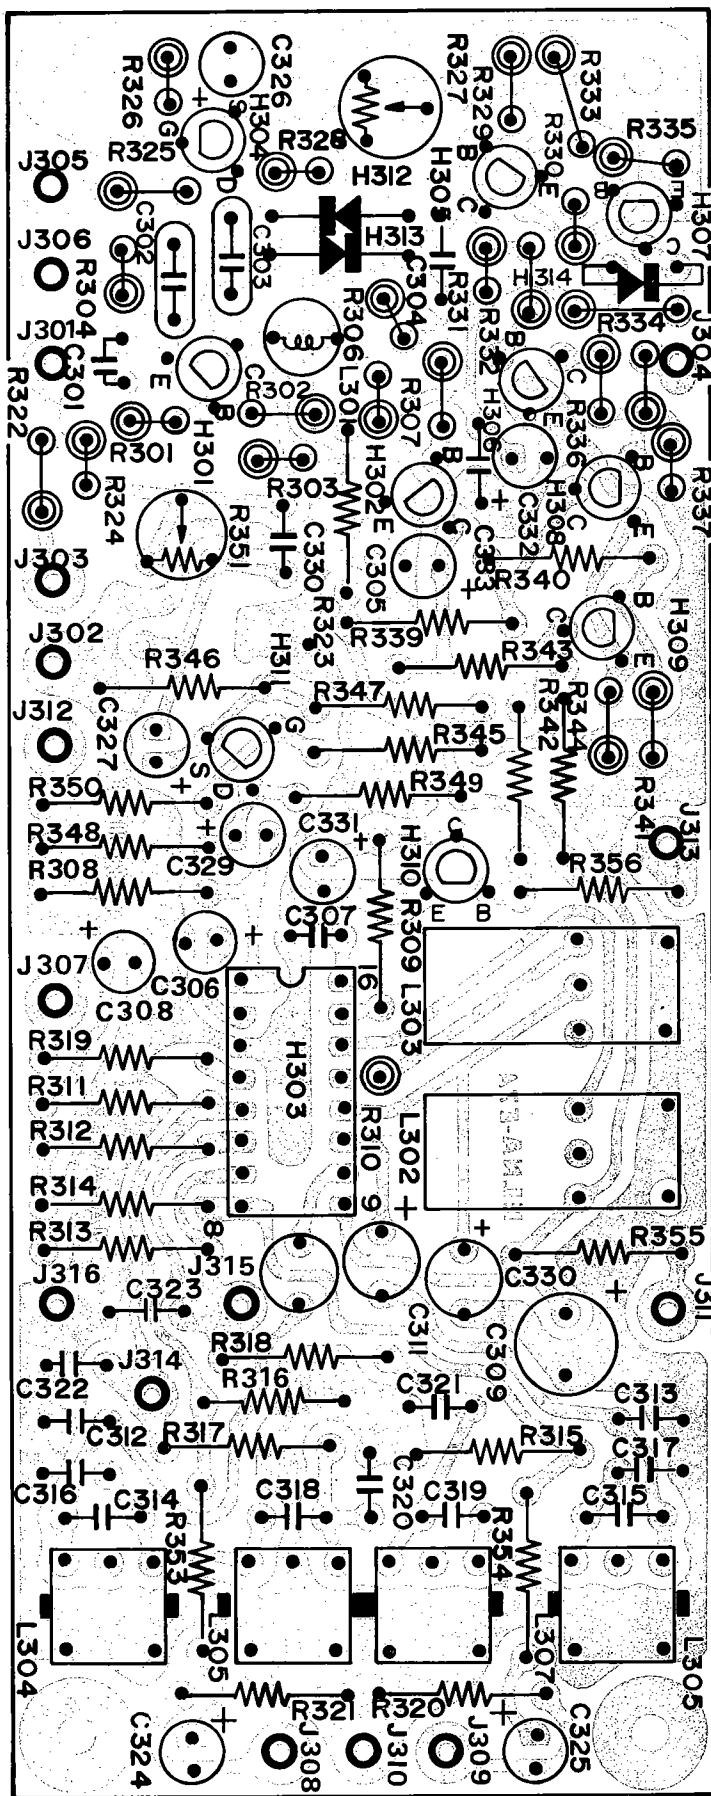 R326
+
C326
R327
R329
R333
G
S
H304
B
R330
R335
R325
R328
E
B
E
J305
D
H312
C
H305
H307
C302
C303
H313
C
J306
C304
R331
H314
R304
R306
R334
J301
C301
E
C
L301
R332
B
C
J304
R322
B
R302
R307
H306
E
R336
R301
H301
R303
H302
B
B
R324
R351
E
C
+
C332
H308
C
E
R337
C330
C305
+
C333
J303
R340
R323
R339
C
B
H309
J302
R346
H311
R343
E
J312
C327
G
R347
R342
R344
S
R345
+
D
R350
R349
R341
J313
R348
+
C329
C331
+
H310
C
R308
R356
E
B
C307
R309
L303
+
+
J307
C308
C306
16
R319
H303
R311
R310
L302
R312
R314
9
+
R313
8
+
R355
J316
C323
J315
C330
+
J311
R318
C311
C309
J314
C322
R316
C321
C313
C312
R317
R315
C317
C316
C314
C318
C320
C319
C315
R353
R354
L304
L305
L307
L305
R321
R320
+
+
C324
J308
J310
J309
C325